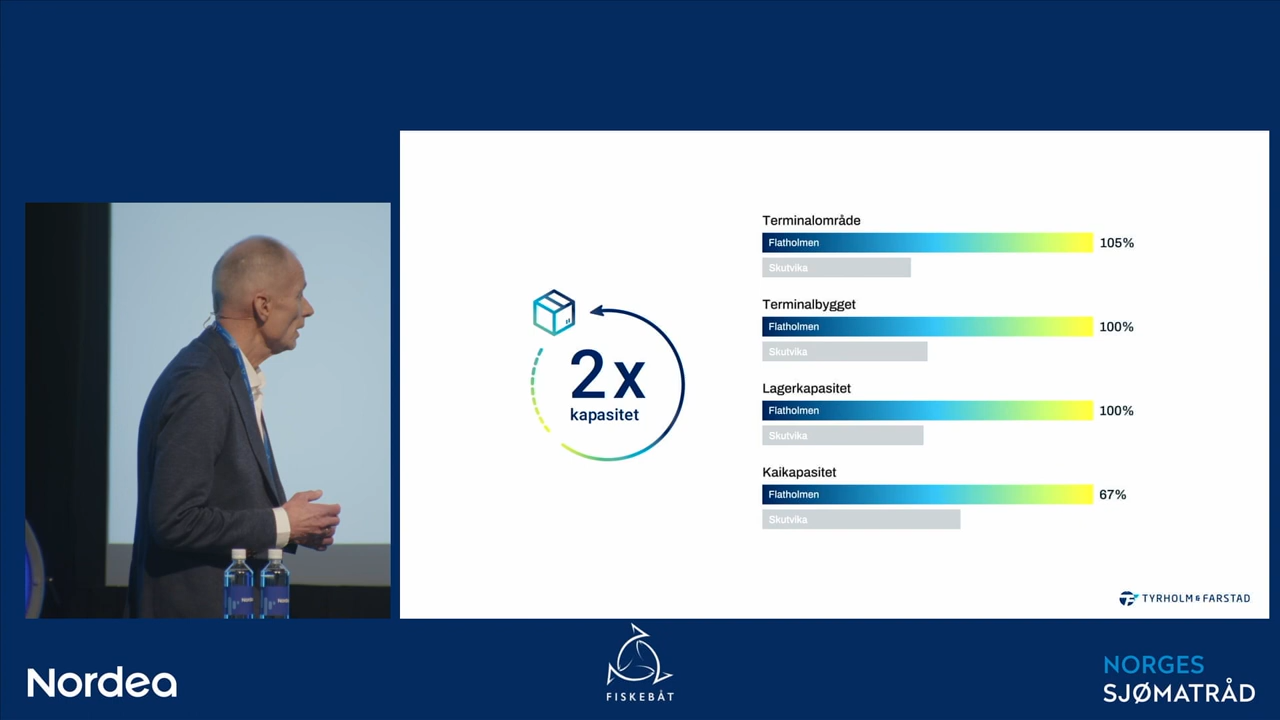 Terminalområde
Flatholmen 105%
Skutvika
Terminalbygget
Flatholmen 100%
Skutvika
2x
kapasitet
Lagerkapasitet
Flatholmen 100%
Skutvika
Kaikapasitet
Flatholmen 67%
Skutvika
TYRHOLM & FARSTAD
Nordea
FISKEBÅT
NORGES
SJØMATRÅD